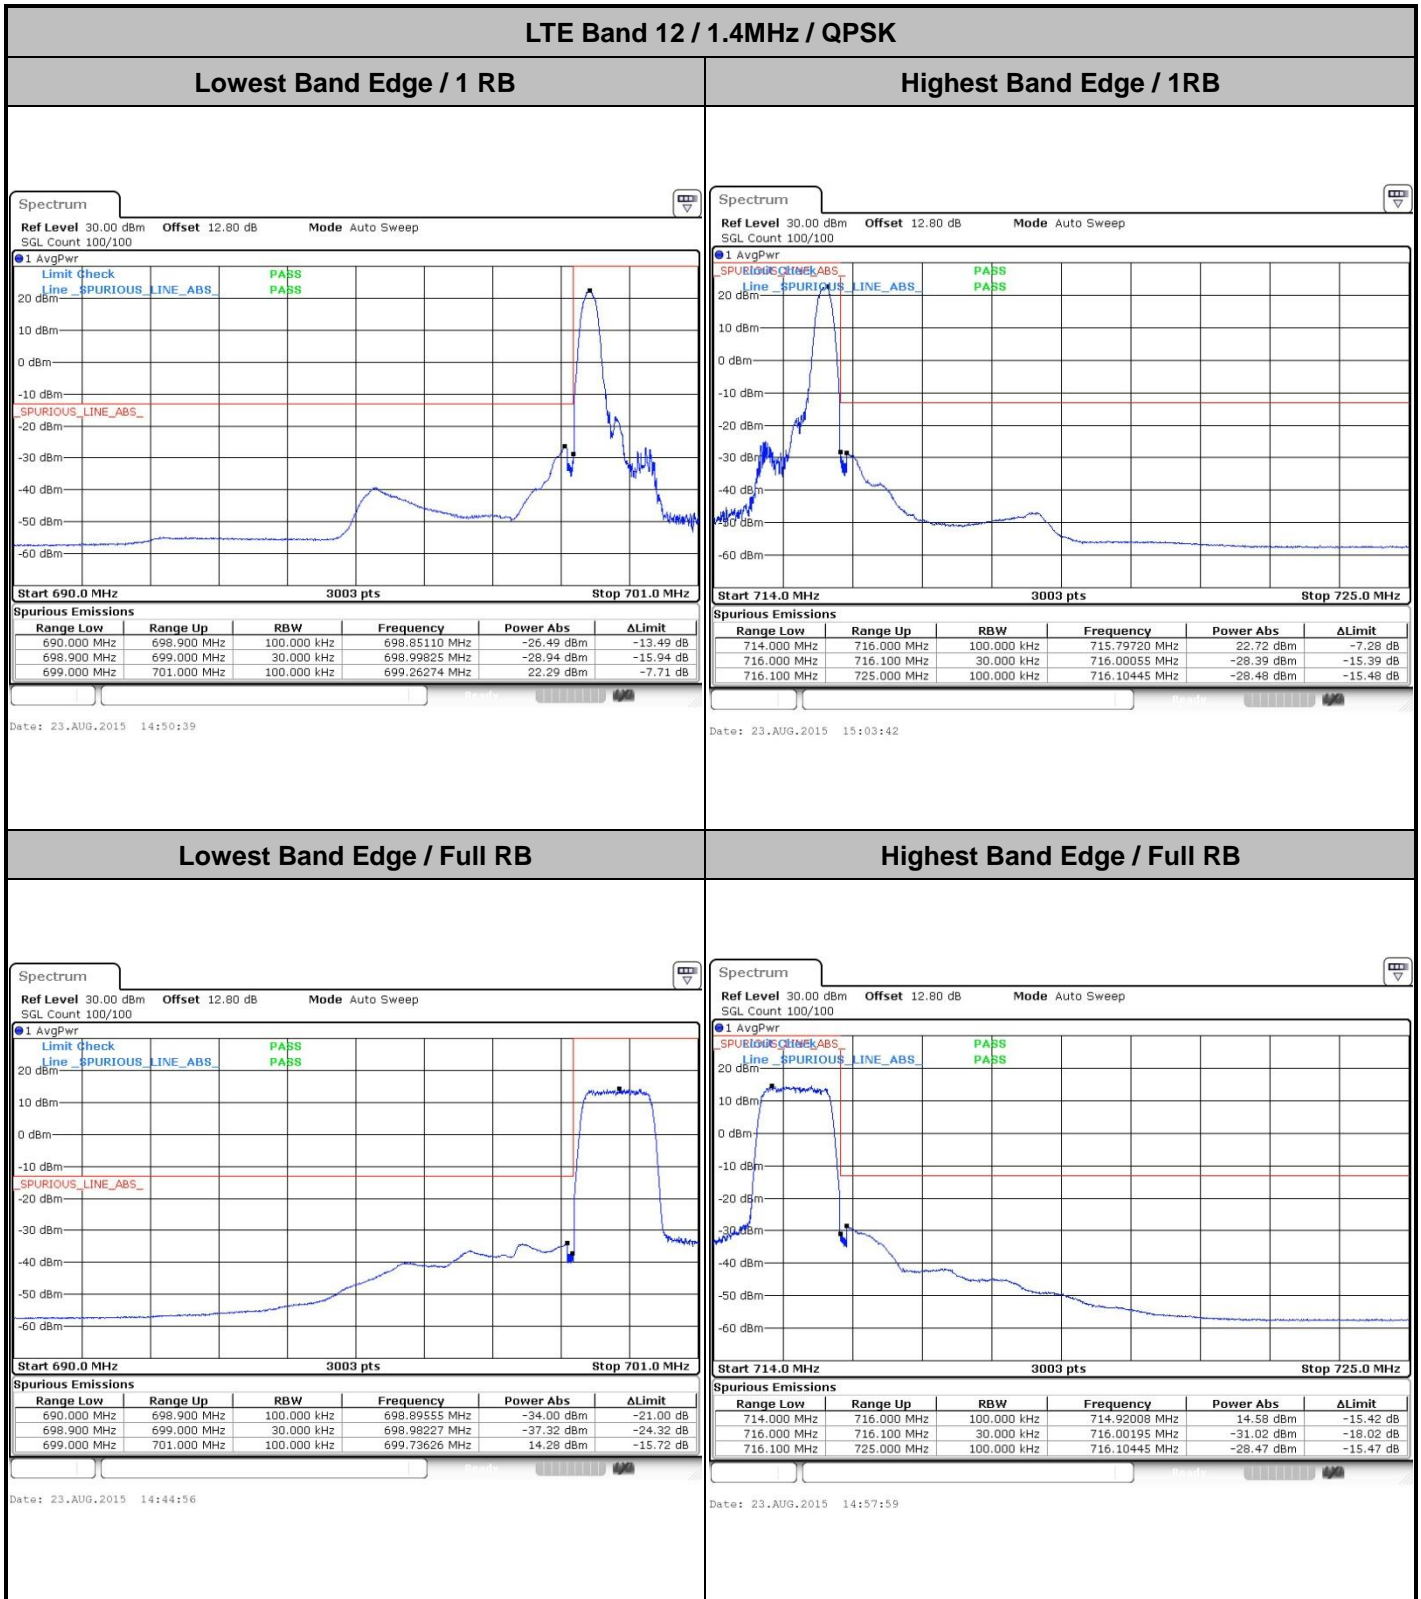 LTE Band 12 / 1.4MHz / QPSK
Lowest Band Edge / 1 RB
Highest Band Edge / 1RB
Spectrum
Ref Level 30.00 dBm Offset 12.80 dB Mode Auto Sweep
SGL Count 100/100
1 AvgPwr
Limit Check PASS
Line _SPURIOUS_LINE_ABS_ PASS
20 dBm
10 dBm
0 dBm
-10 dBm
_SPURIOUS_LINE_ABS_
-20 dBm
-30 dBm
-40 dBm
-50 dBm
-60 dBm
Start 690.0 MHz 3003 pts Stop 701.0 MHz
Spurious Emissions
Range Low Range Up RBW Frequency Power Abs ΔLimit
690.000 MHz 698.900 MHz 100.000 kHz 698.85110 MHz -26.49 dBm -13.49 dB
698.900 MHz 699.000 MHz 30.000 kHz 698.99825 MHz -28.94 dBm -15.94 dB
699.000 MHz 701.000 MHz 100.000 kHz 699.26274 MHz 22.29 dBm -7.71 dB
Ready
Date: 23.AUG.2015 14:50:39
Spectrum
Ref Level 30.00 dBm Offset 12.80 dB Mode Auto Sweep
SGL Count 100/100
1 AvgPwr
_SPURIOUS_LINE_ABS_
Limit Check PASS
Line _SPURIOUS_LINE_ABS_ PASS
20 dBm
10 dBm
0 dBm
-10 dBm
-20 dBm
-30 dBm
-40 dBm
-50 dBm
-60 dBm
Start 714.0 MHz 3003 pts Stop 725.0 MHz
Spurious Emissions
Range Low Range Up RBW Frequency Power Abs ΔLimit
714.000 MHz 716.000 MHz 100.000 kHz 715.79720 MHz 22.72 dBm -7.28 dB
716.000 MHz 716.100 MHz 30.000 kHz 716.00055 MHz -28.39 dBm -15.39 dB
716.100 MHz 725.000 MHz 100.000 kHz 716.10445 MHz -28.48 dBm -15.48 dB
Ready
Date: 23.AUG.2015 15:03:42
Lowest Band Edge / Full RB
Highest Band Edge / Full RB
Spectrum
Ref Level 30.00 dBm Offset 12.80 dB Mode Auto Sweep
SGL Count 100/100
1 AvgPwr
Limit Check PASS
Line _SPURIOUS_LINE_ABS_ PASS
20 dBm
10 dBm
0 dBm
-10 dBm
_SPURIOUS_LINE_ABS_
-20 dBm
-30 dBm
-40 dBm
-50 dBm
-60 dBm
Start 690.0 MHz 3003 pts Stop 701.0 MHz
Spurious Emissions
Range Low Range Up RBW Frequency Power Abs ΔLimit
690.000 MHz 698.900 MHz 100.000 kHz 698.89555 MHz -34.00 dBm -21.00 dB
698.900 MHz 699.000 MHz 30.000 kHz 698.98227 MHz -37.32 dBm -24.32 dB
699.000 MHz 701.000 MHz 100.000 kHz 699.73626 MHz 14.28 dBm -15.72 dB
Ready
Date: 23.AUG.2015 14:44:56
Spectrum
Ref Level 30.00 dBm Offset 12.80 dB Mode Auto Sweep
SGL Count 100/100
1 AvgPwr
_SPURIOUS_LINE_ABS_
Limit Check PASS
Line _SPURIOUS_LINE_ABS_ PASS
20 dBm
10 dBm
0 dBm
-10 dBm
-20 dBm
-30 dBm
-40 dBm
-50 dBm
-60 dBm
Start 714.0 MHz 3003 pts Stop 725.0 MHz
Spurious Emissions
Range Low Range Up RBW Frequency Power Abs ΔLimit
714.000 MHz 716.000 MHz 100.000 kHz 714.92008 MHz 14.58 dBm -15.42 dB
716.000 MHz 716.100 MHz 30.000 kHz 716.00195 MHz -31.02 dBm -18.02 dB
716.100 MHz 725.000 MHz 100.000 kHz 716.10445 MHz -28.47 dBm -15.47 dB
Ready
Date: 23.AUG.2015 14:57:59